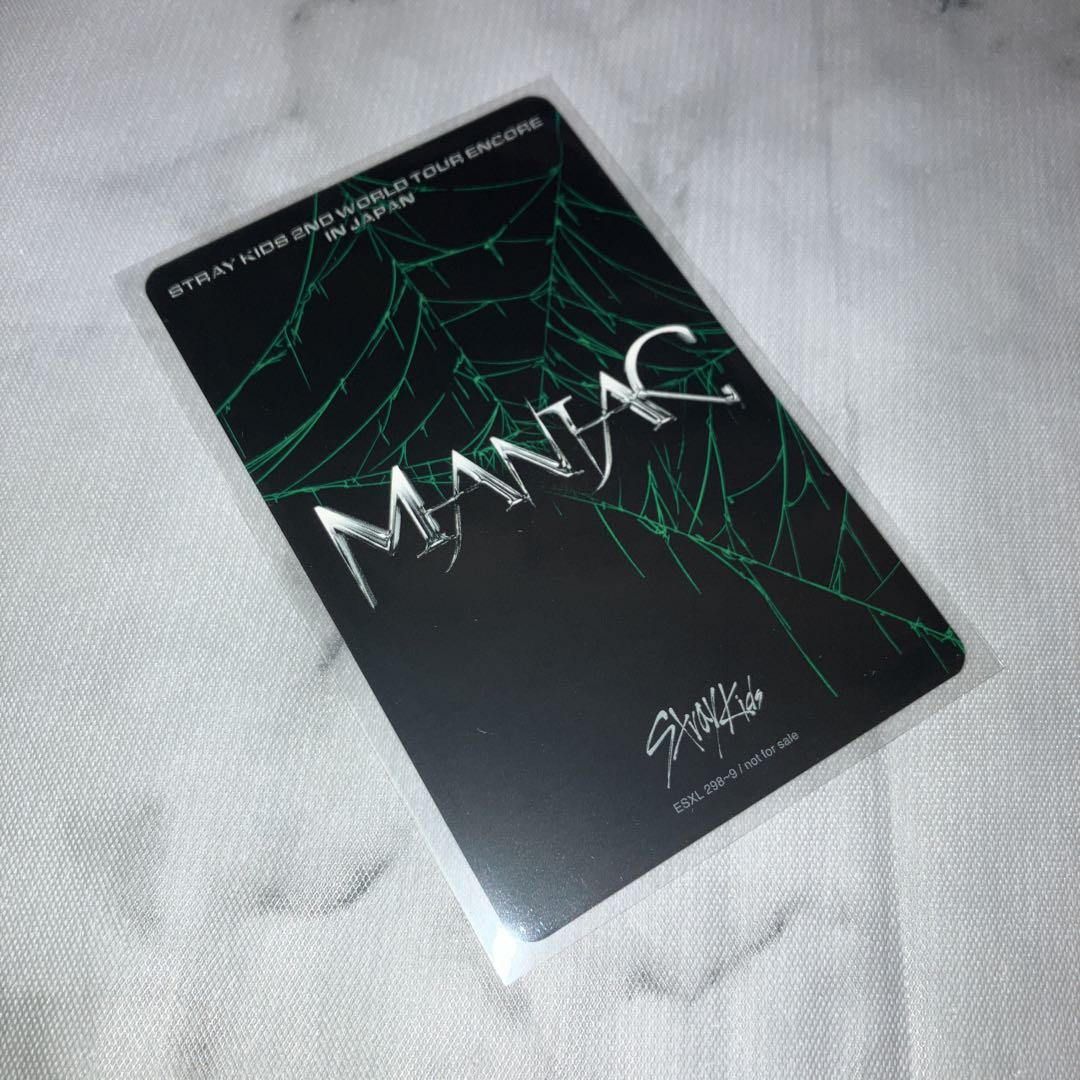 STRAY KIDS 2ND WORLD TOUR ENCORE
IN JAPAN
MANIAC
Stray Kids
ESXL 298~9 / not for sale